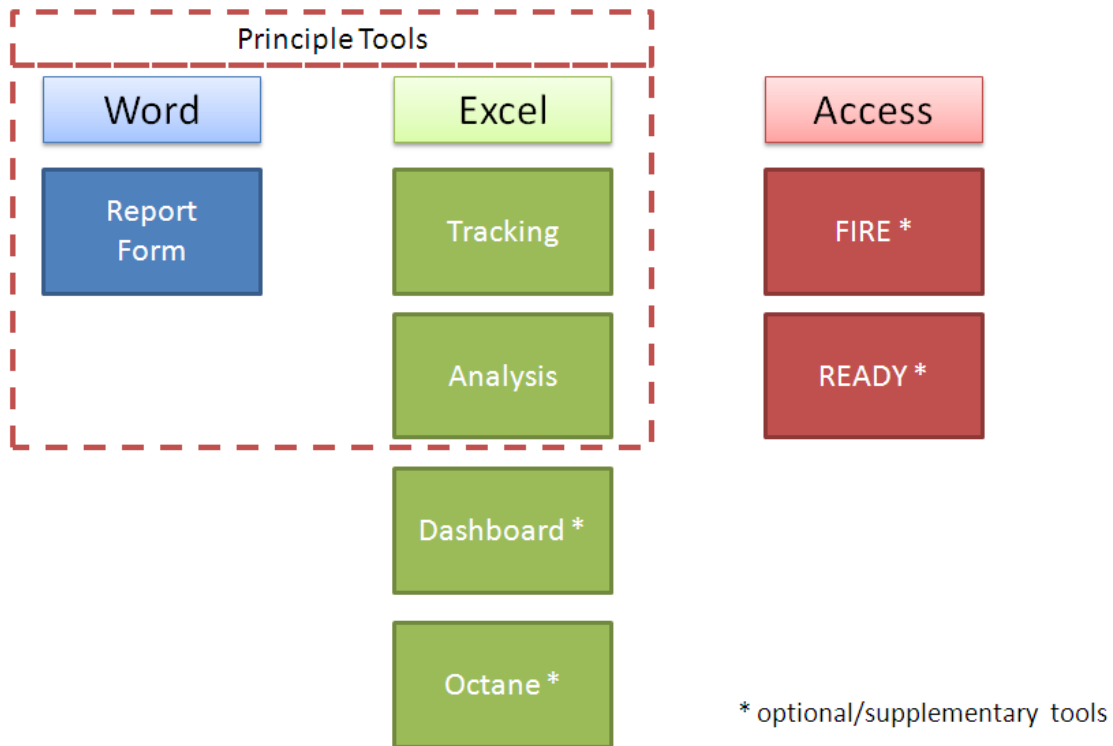 Principle Tools
Word
Excel
Access
Report
Form
Tracking
FIRE *
Analysis
READY *
Dashboard *
Octane *
* optional/supplementary tools